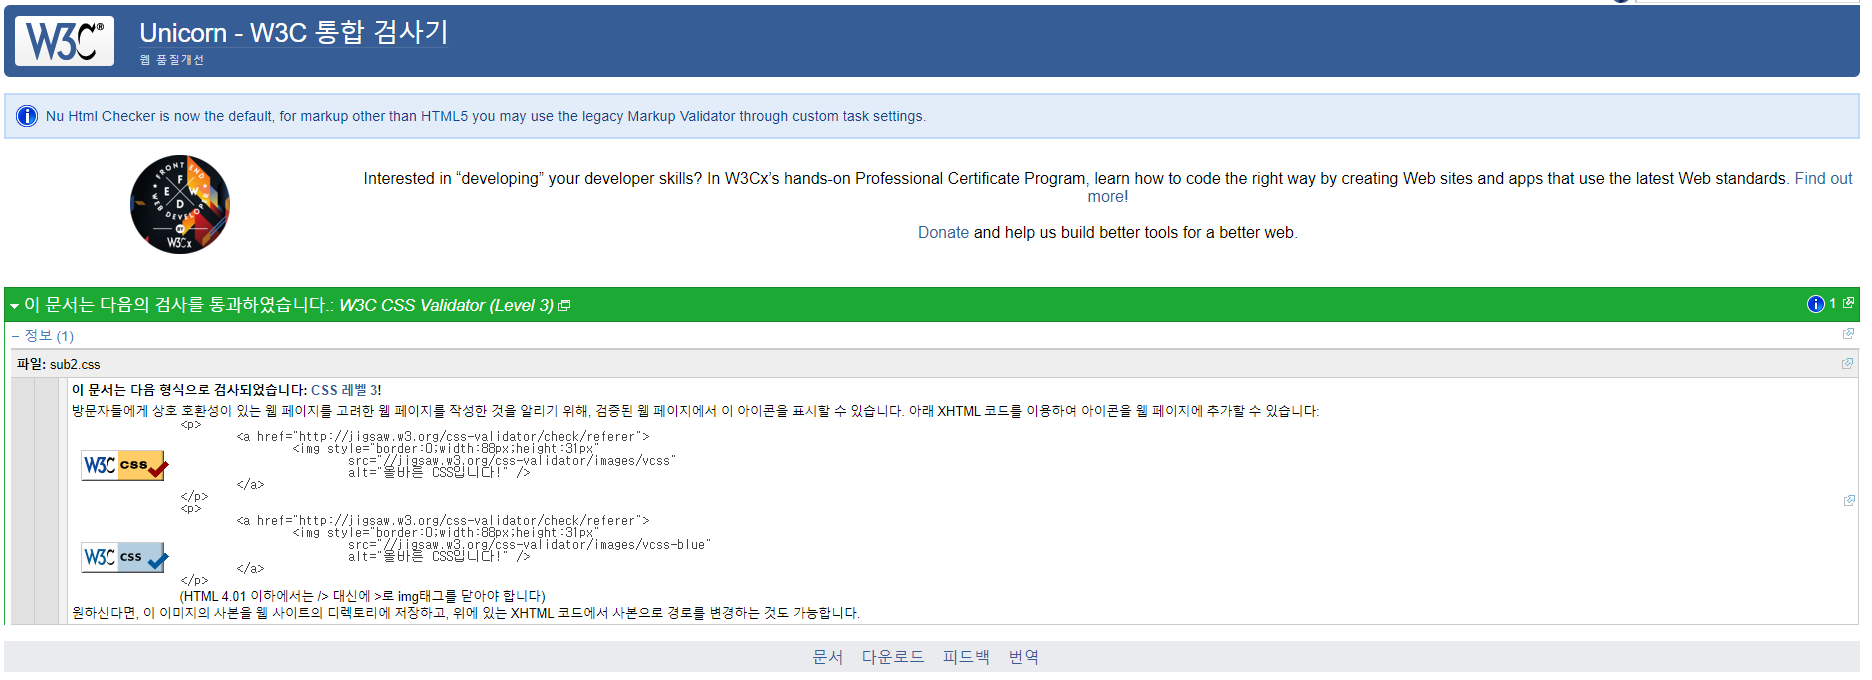 W3C®
Unicorn - W3C 통합 검사기
웹 품질개선
Nu Html Checker is now the default, for markup other than HTML5 you may use the legacy Markup Validator through custom task settings.
FRONT END
F
E W
D
WEB DEVELOPER
BY
W3Cx
Interested in “developing” your developer skills? In W3Cx’s hands-on Professional Certificate Program, learn how to code the right way by creating Web sites and apps that use the latest Web standards. Find out
more!
Donate and help us build better tools for a better web.
이 문서는 다음의 검사를 통과하였습니다.: W3C CSS Validator (Level 3)
1
− 정보 (1)
파일: sub2.css
이 문서는 다음 형식으로 검사되었습니다: CSS 레벨 3!
방문자들에게 상호 호환성이 있는 웹 페이지를 고려한 웹 페이지를 작성한 것을 알리기 위해, 검증된 웹 페이지에서 이 아이콘을 표시할 수 있습니다. 아래 XHTML 코드를 이용하여 아이콘을 웹 페이지에 추가할 수 있습니다:
<p>
<a href="http://jigsaw.w3.org/css-validator/check/referer">
<img style="border:0;width:88px;height:31px"
W3C css
src="//jigsaw.w3.org/css-validator/images/vcss"
alt="올바른 CSS입니다!" />
</a>
</p>
<p>
<a href="http://jigsaw.w3.org/css-validator/check/referer">
<img style="border:0;width:88px;height:31px"
src="//jigsaw.w3.org/css-validator/images/vcss-blue"
W3C css
alt="올바른 CSS입니다!" />
</a>
</p>
(HTML 4.01 이하에서는 /> 대신에 >로 img태그를 닫아야 합니다)
원하신다면, 이 이미지의 사본을 웹 사이트의 디렉토리에 저장하고, 위에 있는 XHTML 코드에서 사본으로 경로를 변경하는 것도 가능합니다.
문서 다운로드 피드백 번역